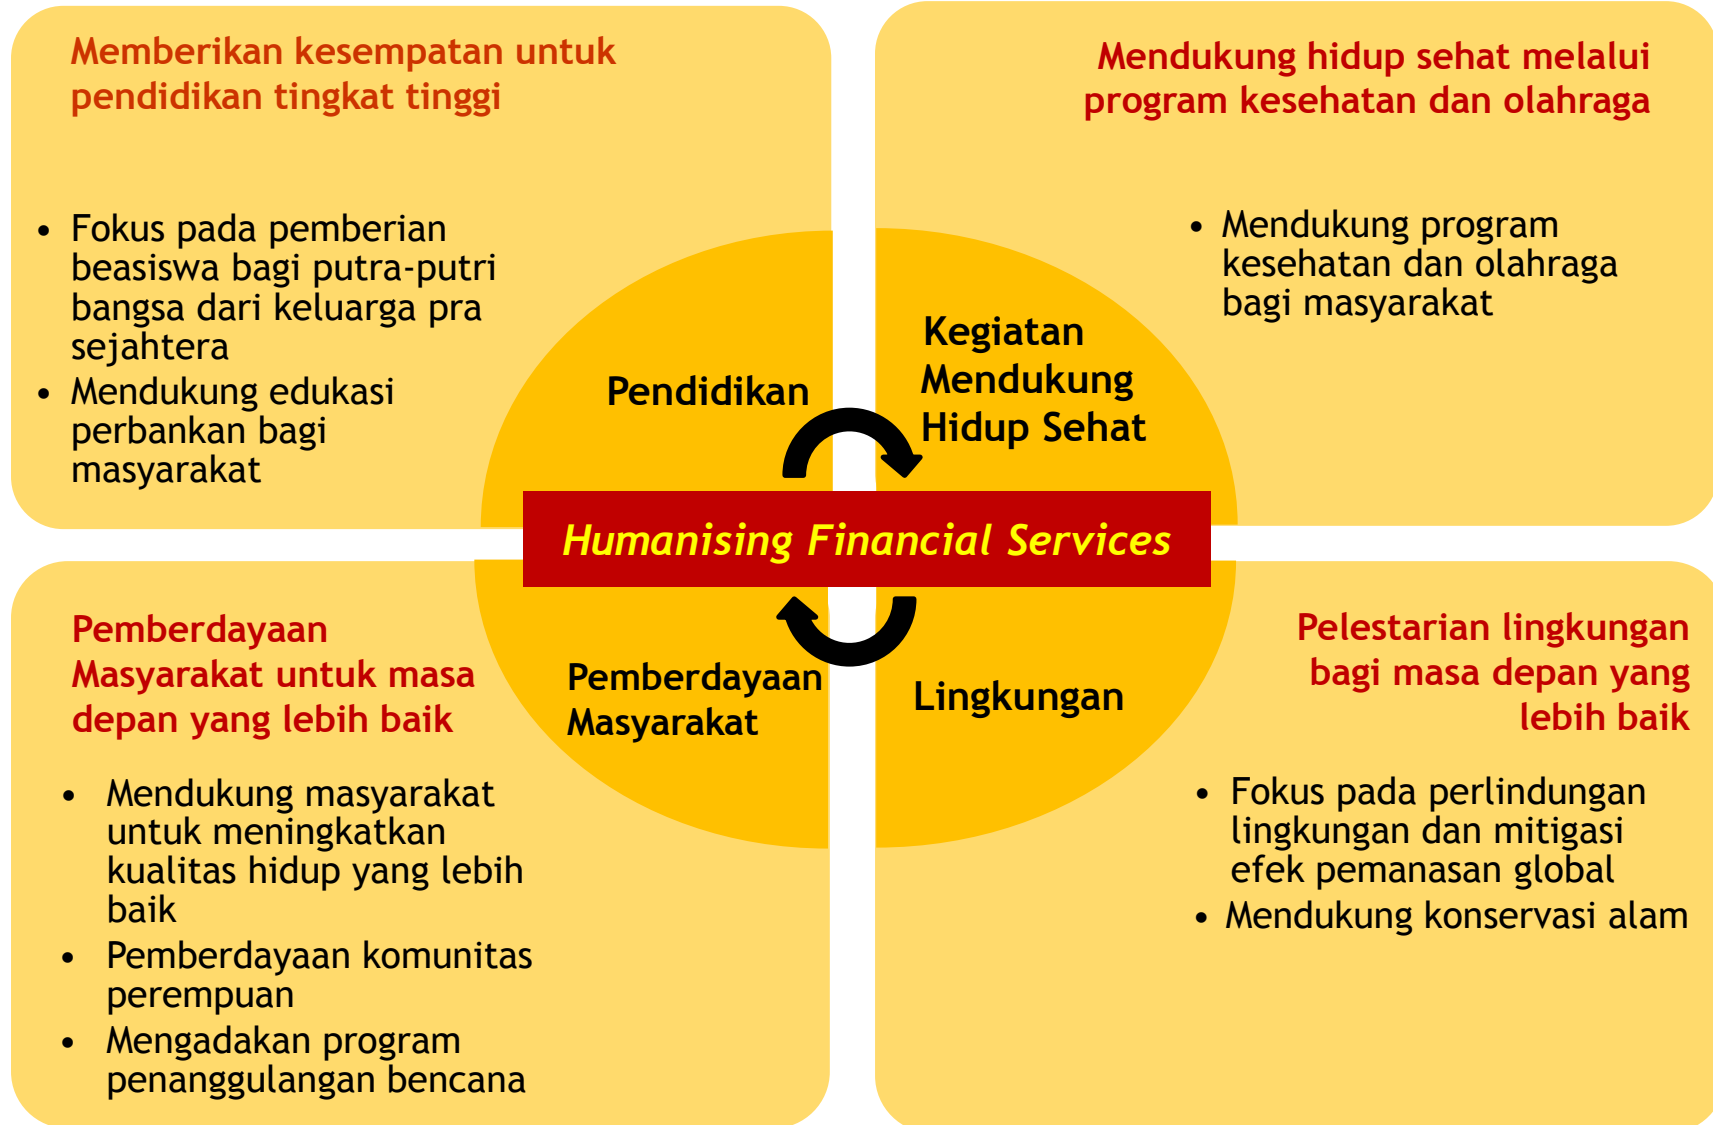 Memberikan kesempatan untuk
pendidikan tingkat tinggi
• Fokus pada pemberian
beasiswa bagi putra-putri
bangsa dari keluarga pra
sejahtera
• Mendukung edukasi
perbankan bagi
masyarakat
Mendukung hidup sehat melalui
program kesehatan dan olahraga
• Mendukung program
kesehatan dan olahraga
bagi masyarakat
Pendidikan
Kegiatan
Mendukung
Hidup Sehat
Humanising Financial Services
Pemberdayaan
Masyarakat
Lingkungan
Pemberdayaan
Masyarakat untuk masa
depan yang lebih baik
• Mendukung masyarakat
untuk meningkatkan
kualitas hidup yang lebih
baik
• Pemberdayaan komunitas
perempuan
• Mengadakan program
penanggulangan bencana
Pelestarian lingkungan
bagi masa depan yang
lebih baik
• Fokus pada perlindungan
lingkungan dan mitigasi
efek pemanasan global
• Mendukung konservasi alam